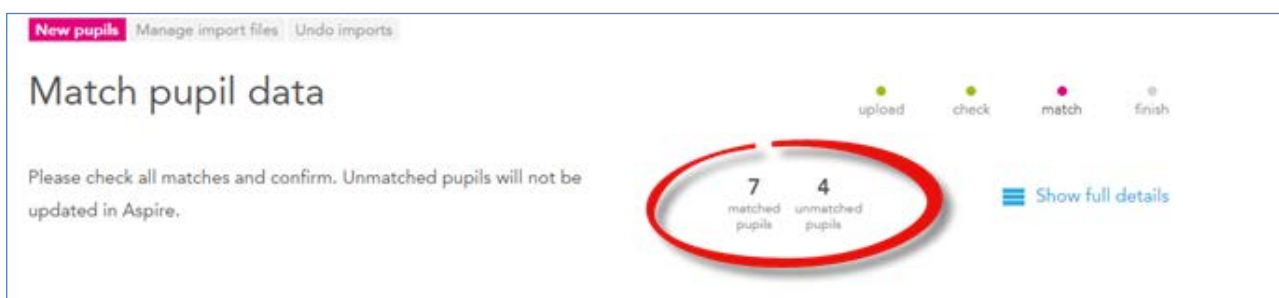 New pupils Manage import files Undo imports
Match pupil data
upload check match finish
Please check all matches and confirm. Unmatched pupils will not be
updated in Aspire.
7 4
matched unmatched
pupils pupils
Show full details